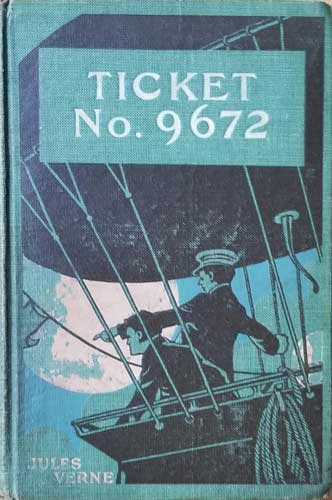 TICKET
No. 9672
JULES
VERNE